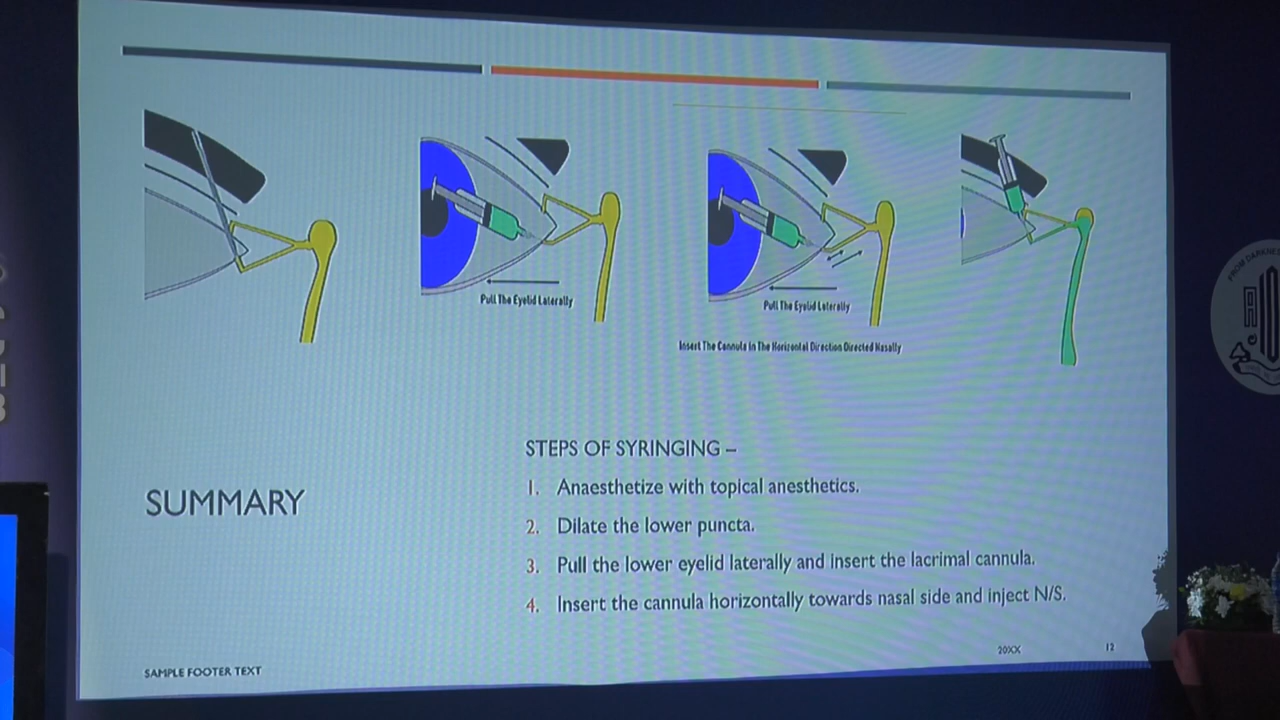 Pull The Eyelid Laterally
Pull The Eyelid Laterally
Insert The Cannula In The Horizontal Direction Directed Nasally
SUMMARY
STEPS OF SYRINGING –
1. Anaesthetize with topical anesthetics.
2. Dilate the lower puncta.
3. Pull the lower eyelid laterally and insert the lacrimal cannula.
4. Insert the cannula horizontally towards nasal side and inject N/S.
SAMPLE FOOTER TEXT
20XX
12
FROM DARKNE